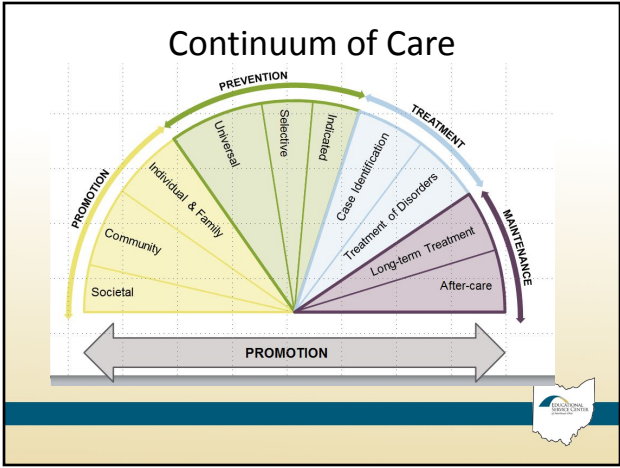 Continuum of Care
PROMOTION
PREVENTION
TREATMENT
MAINTENANCE
Societal
Community
Individual & Family
Universal
Selective
Indicated
Case Identification
Treatment of Disorders
Long-term Treatment
After-care
PROMOTION
EDUCATIONAL
SERVICE CENTER